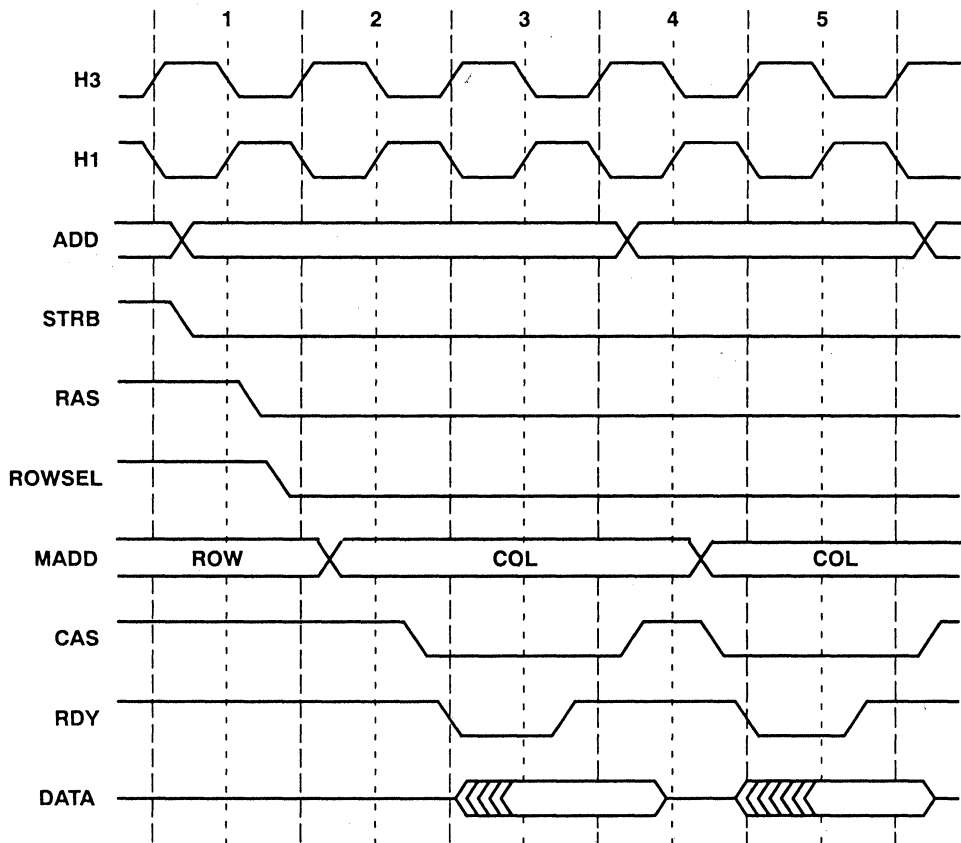 1 2 3 4 5
H3
H1
ADD
STRB
RAS
ROWSEL
MADD ROW COL COL
CAS
RDY
DATA